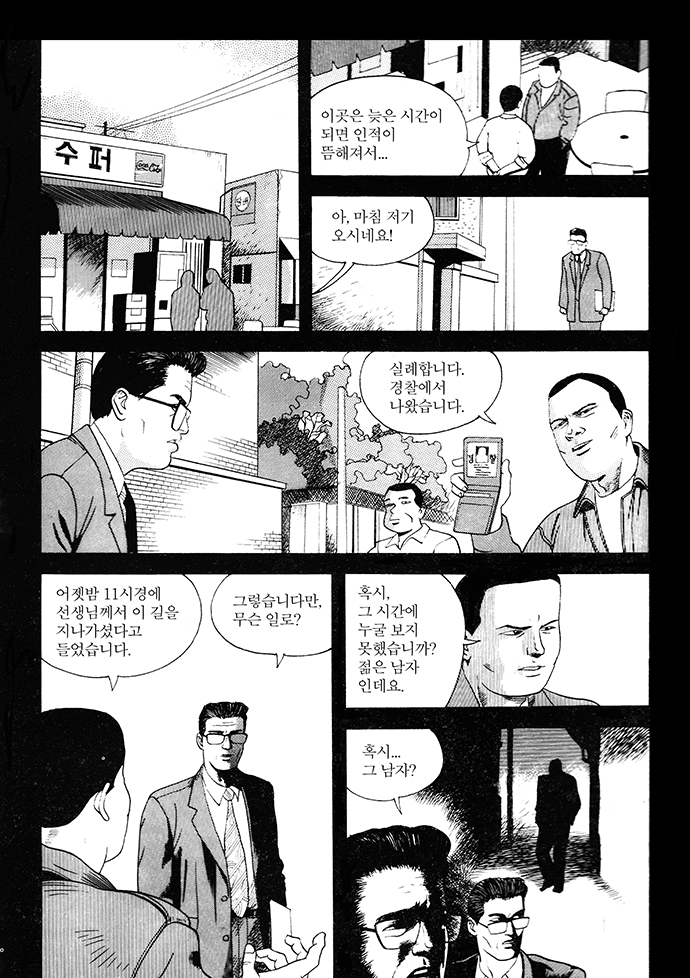 수퍼
Coca-Cola
이곳은 늦은 시간이
되면 인적이
뜸해져서...
아, 마침 저기
오시네요!
실례합니다.
경찰에서
나왔습니다.
경찰
어젯밤 11시경에
선생님께서 이 길을
지나가셨다고
들었습니다.
그렇습니다만,
무슨 일로?
혹시,
그 시간에
누굴 보지
못했습니까?
젊은 남자
인데요.
혹시...
그 남자?